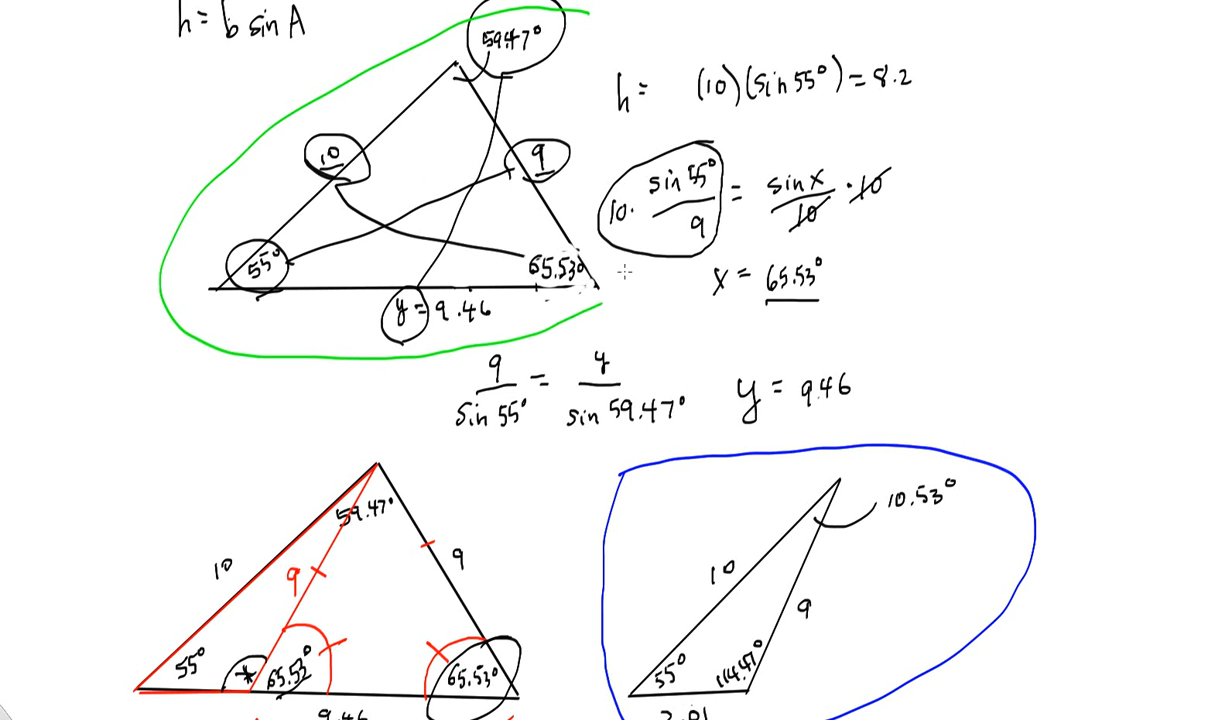 h = b sin A
59.47°
h = (10)(sin 55°) = 8.2
10
9
10. sin 55° / 9 = sin x / 10 · 10
55°
65.53°
x = 65.53°
y = 9.46
9 / sin 55° = y / sin 59.47°
y = 9.46
59.47°
10.53°
10
9
9
10
9
55°
*
65.53°
65.53°
55°
114.47°
9.46